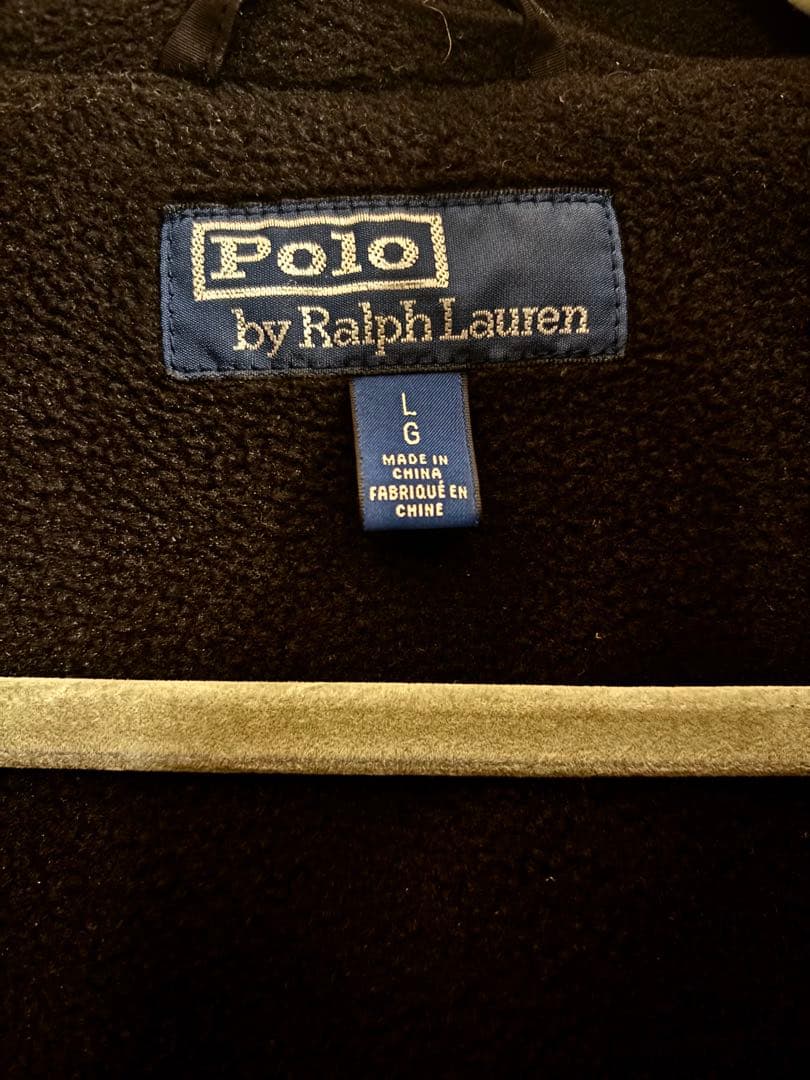 Polo
by Ralph Lauren
L
G
MADE IN
CHINA
FABRIQUÉ EN
CHINE